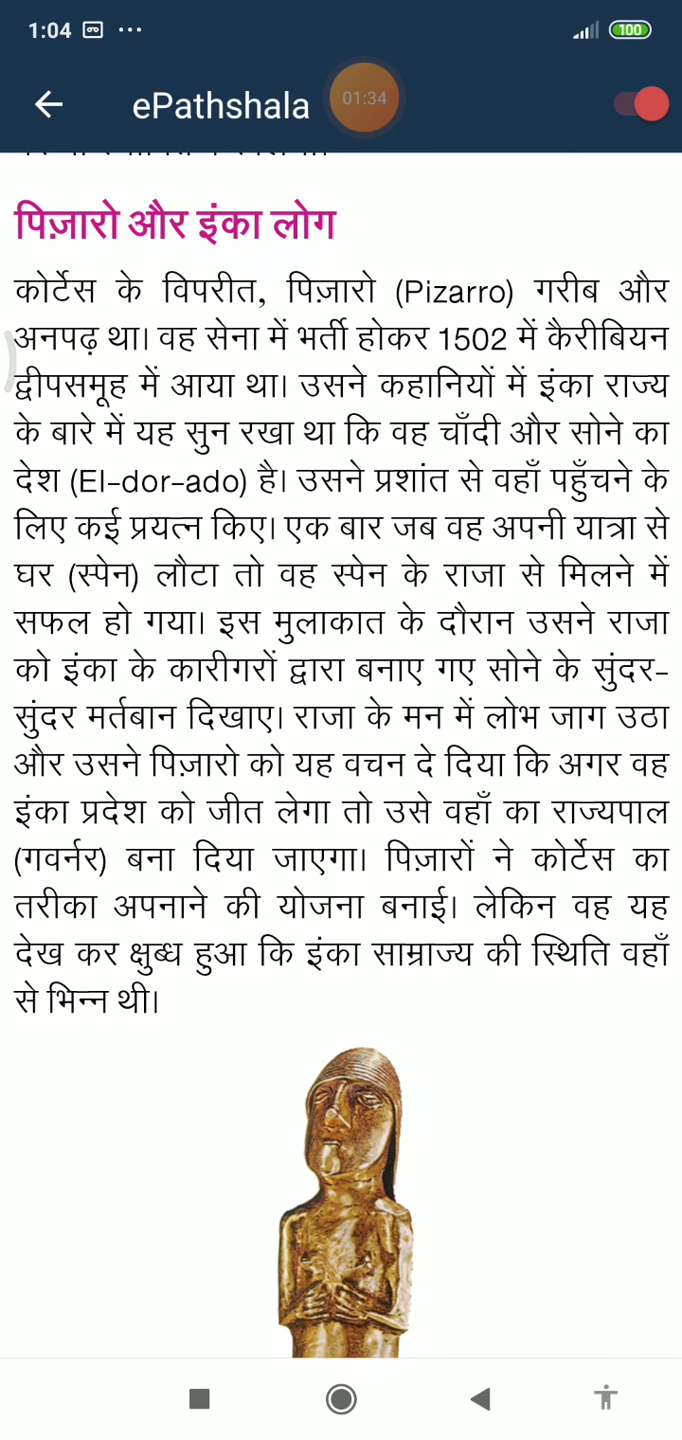 1:04
100
ePathshala
01:34
पिज़ारो और इंका लोग
कोर्टेस के विपरीत, पिज़ारो (Pizarro) गरीब और
अनपढ़ था। वह सेना में भर्ती होकर 1502 में कैरीबियन
द्वीपसमूह में आया था। उसने कहानियों में इंका राज्य
के बारे में यह सुन रखा था कि वह चाँदी और सोने का
देश (El-dor-ado) है। उसने प्रशांत से वहाँ पहुँचने के
लिए कई प्रयत्न किए। एक बार जब वह अपनी यात्रा से
घर (स्पेन) लौटा तो वह स्पेन के राजा से मिलने में
सफल हो गया। इस मुलाकात के दौरान उसने राजा
को इंका के कारीगरों द्वारा बनाए गए सोने के सुंदर-
सुंदर मर्तबान दिखाए। राजा के मन में लोभ जाग उठा
और उसने पिज़ारो को यह वचन दे दिया कि अगर वह
इंका प्रदेश को जीत लेगा तो उसे वहाँ का राज्यपाल
(गवर्नर) बना दिया जाएगा। पिज़ारों ने कोर्टेस का
तरीका अपनाने की योजना बनाई। लेकिन वह यह
देख कर क्षुब्ध हुआ कि इंका साम्राज्य की स्थिति वहाँ
से भिन्न थी।